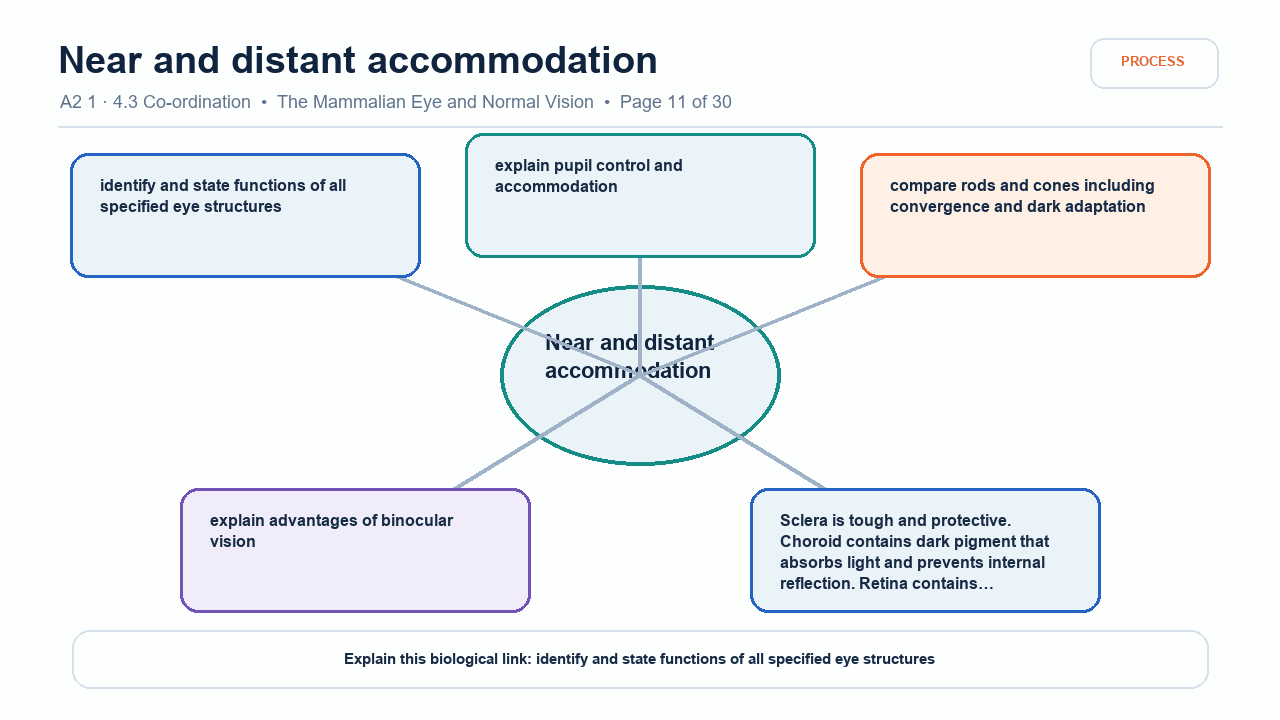 Near and distant accommodation
PROCESS
A2 1 · 4.3 Co-ordination • The Mammalian Eye and Normal Vision • Page 11 of 30
identify and state functions of all
specified eye structures
explain pupil control and
accommodation
compare rods and cones including
convergence and dark adaptation
Near and distant
accommodation
explain advantages of binocular
vision
Sclera is tough and protective.
Choroid contains dark pigment that
absorbs light and prevents internal
reflection. Retina contains…
Explain this biological link: identify and state functions of all specified eye structures